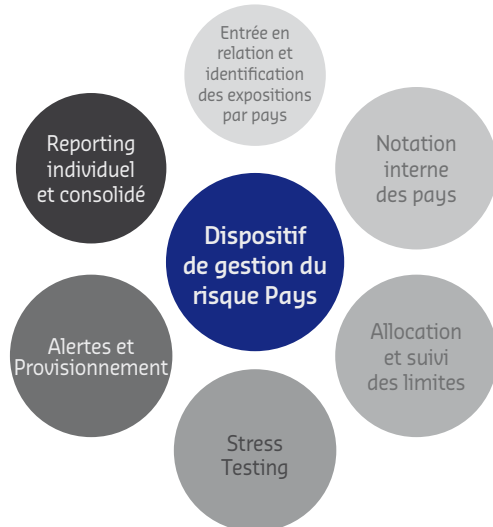 Entrée en
relation et
identification
des expositions
par pays
Notation
interne
des pays
Allocation
et suivi
des limites
Stress
Testing
Alertes et
Provisionnement
Reporting
individuel
et consolidé
Dispositif
de gestion du
risque Pays